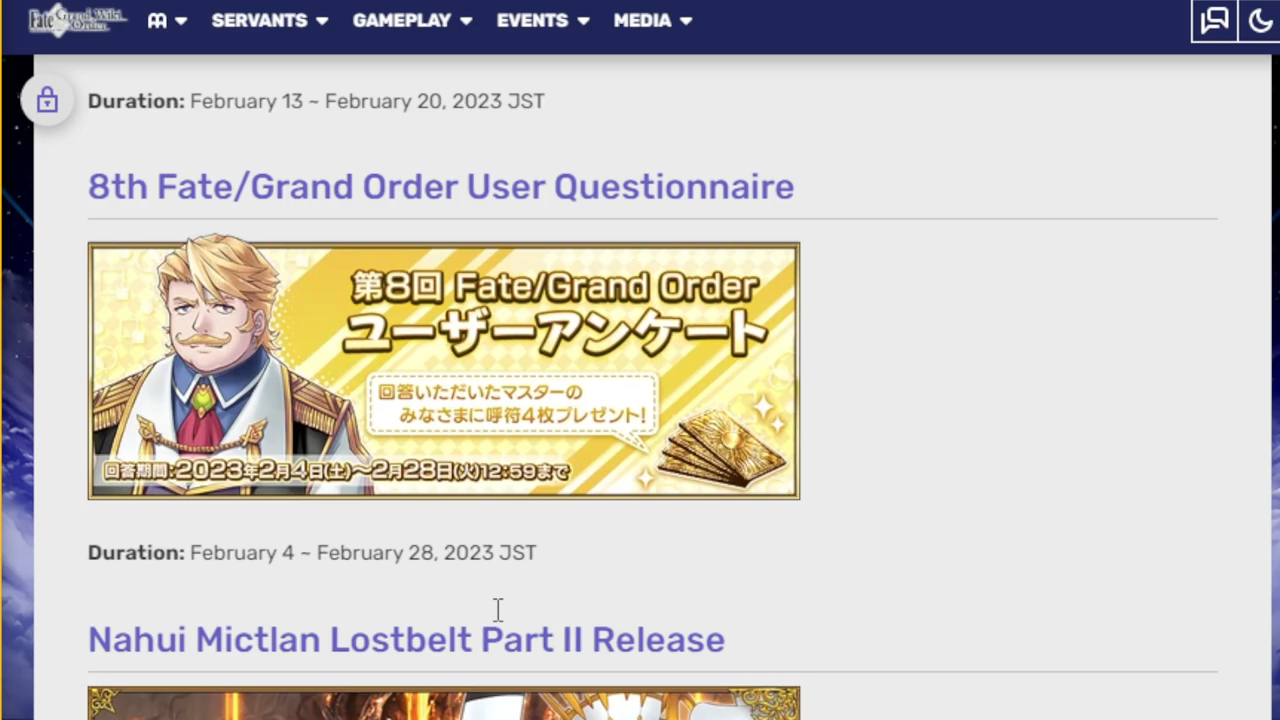 Fate Grand Order Wiki
SERVANTS
GAMEPLAY
EVENTS
MEDIA
Duration: February 13 ~ February 20, 2023 JST
8th Fate/Grand Order User Questionnaire
第8回 Fate/Grand Order
ユーザーアンケート
回答いただいたマスターの
みなさまに呼符4枚プレゼント!
回答期間:2023年2月4日(土)～2月28日(火)12:59まで
Duration: February 4 ~ February 28, 2023 JST
Nahui Mictlan Lostbelt Part II Release